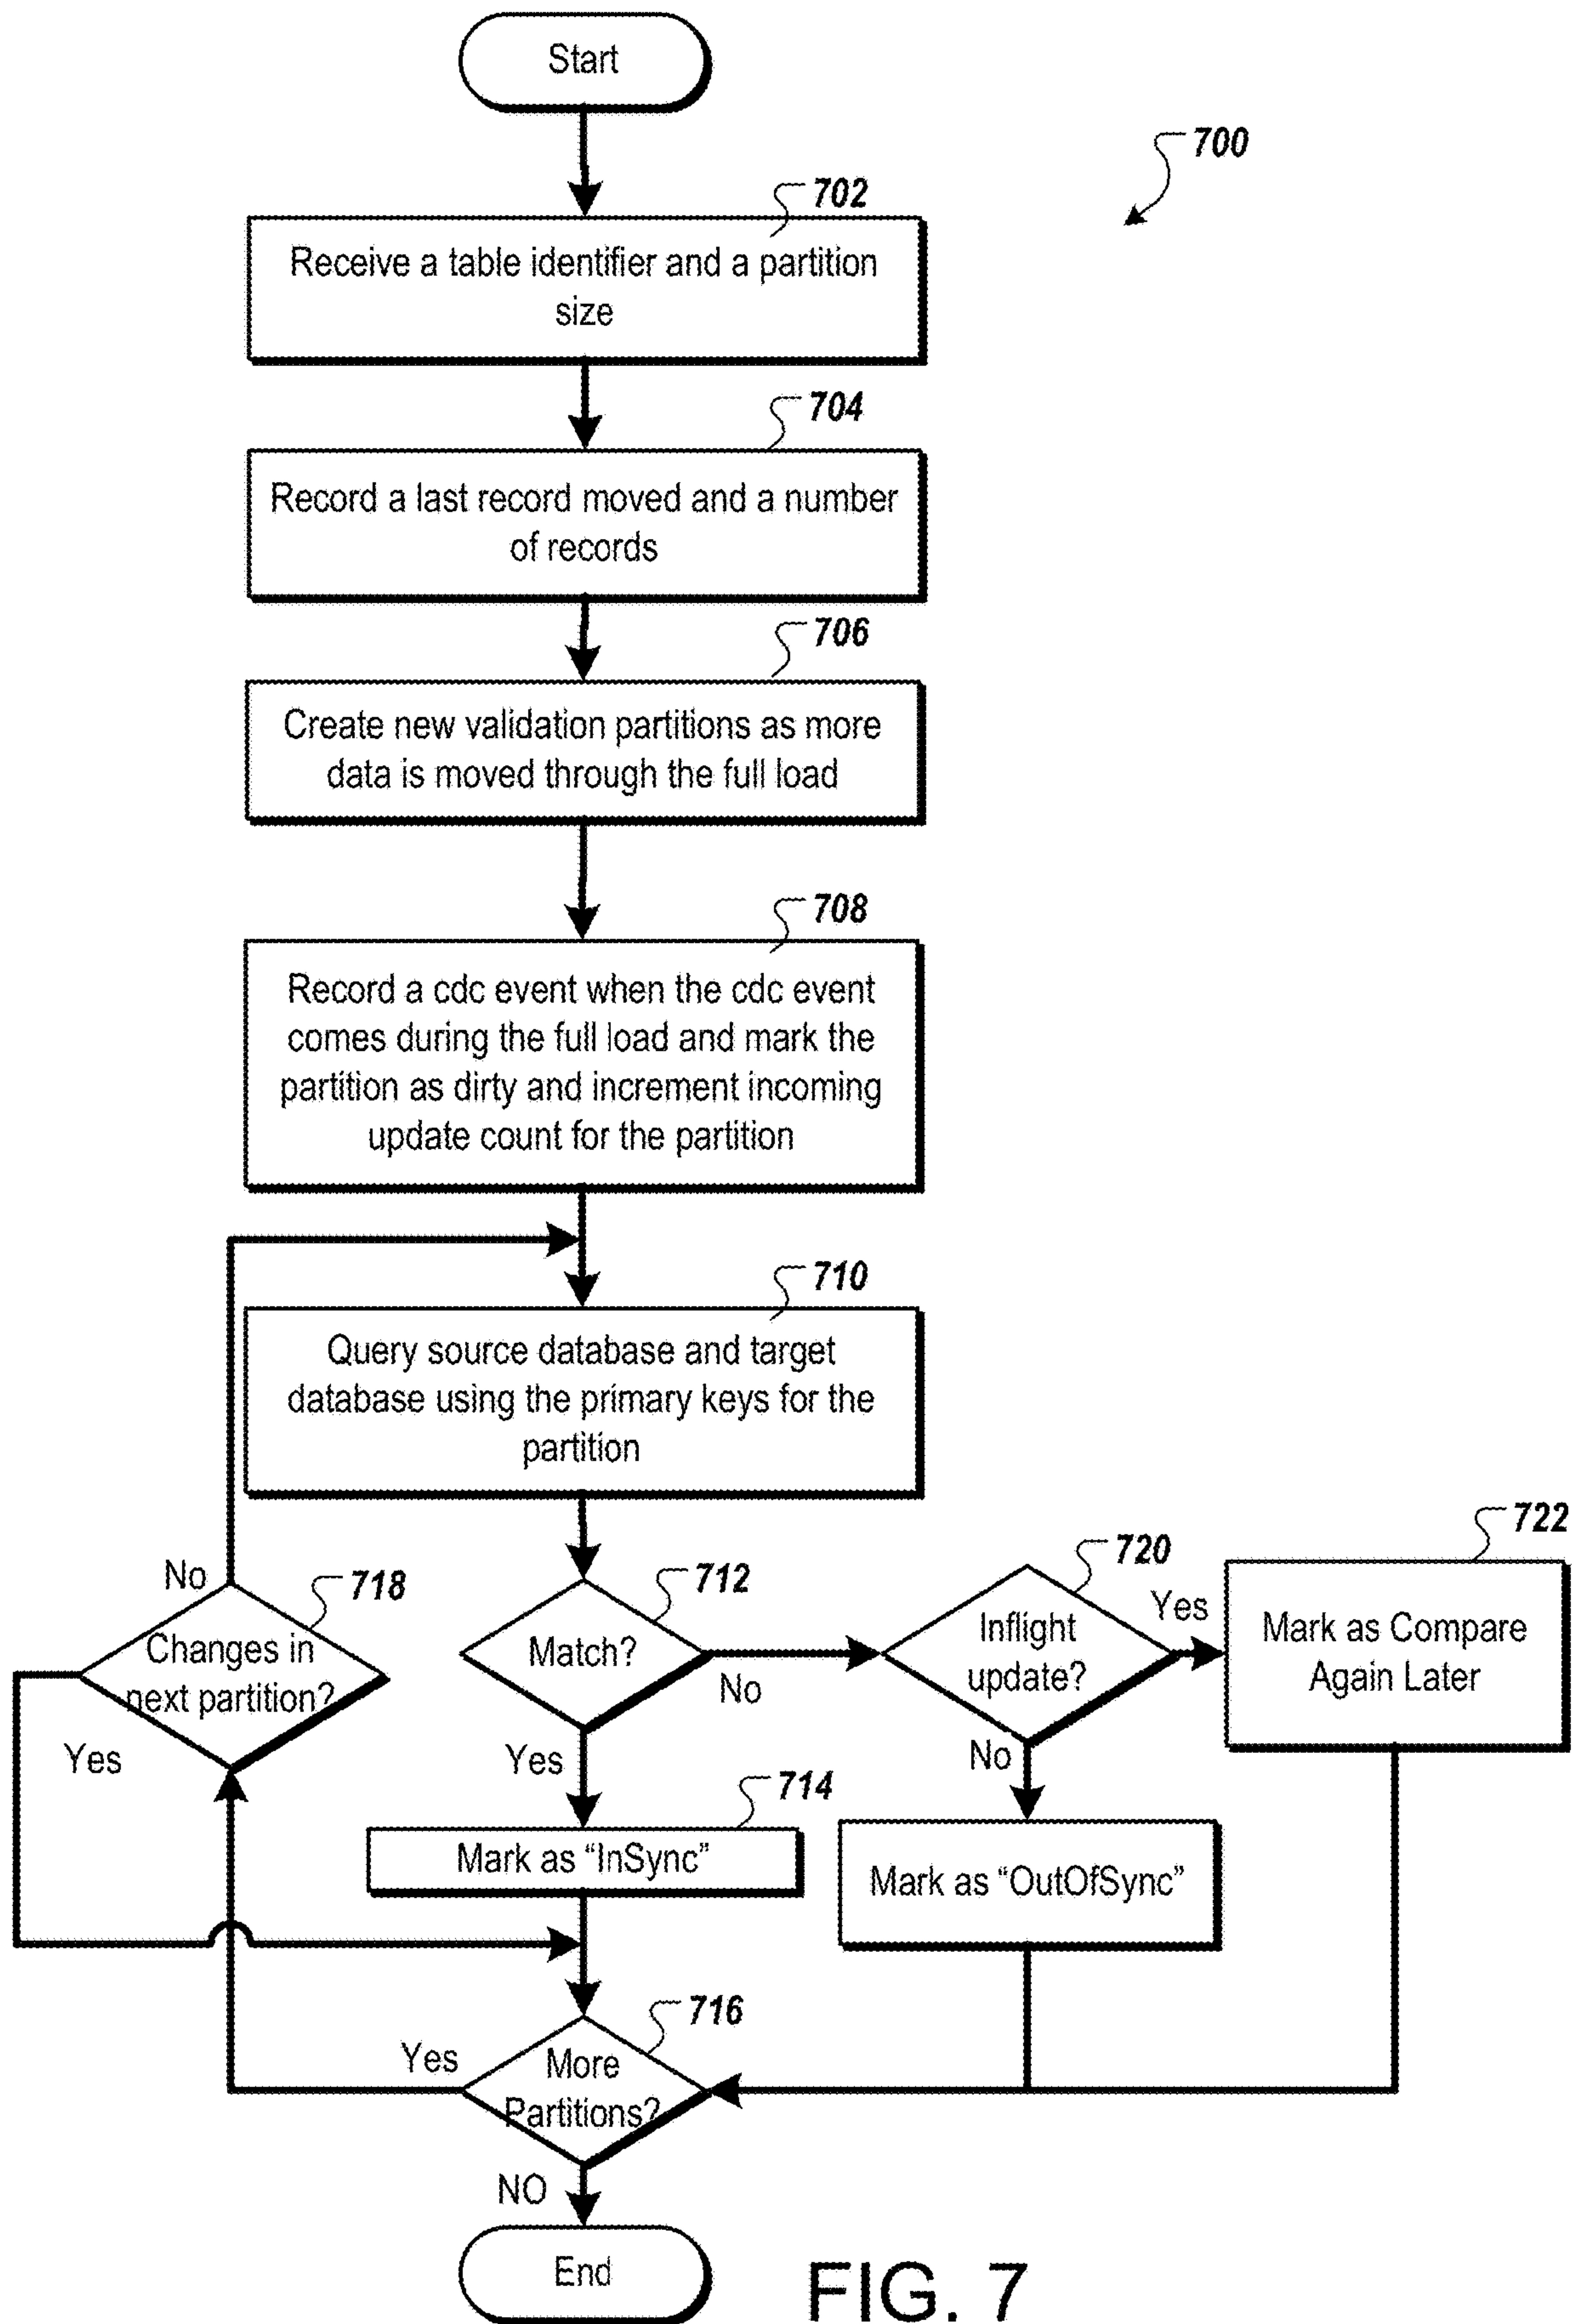 Start
700
702
Receive a table identifier and a partition
size
704
Record a last record moved and a number
of records
706
Create new validation partitions as more
data is moved through the full load
708
Record a cdc event when the cdc event
comes during the full load and mark the
partition as dirty and increment incoming
update count for the partition
710
Query source database and target
database using the primary keys for the
partition
No
718
Changes in
next partition?
Yes
712
Match?
No
Yes
720
Inflight
update?
Yes
No
722
Mark as Compare
Again Later
714
Mark as “InSync”
Mark as “OutOfSync”
716
Yes
More
Partitions?
NO
End
FIG. 7